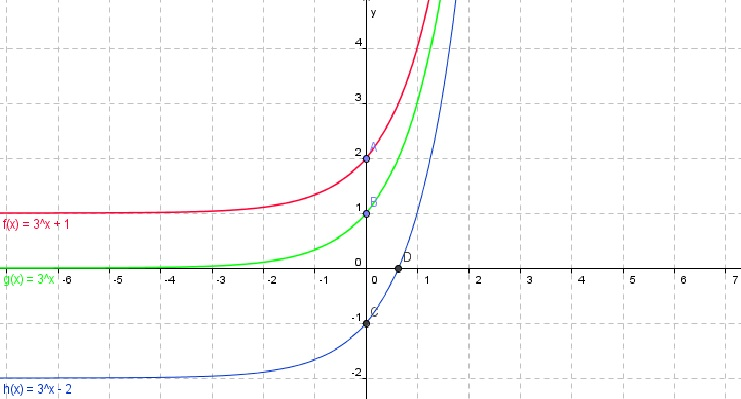 y
4
3
2
A
B
1
f(x) = 3^x + 1
0
D
g(x) = 3^x
-6 -5 -4 -3 -2 -1 0 1 2 3 4 5 6 7
C
-1
-2
h(x) = 3^x - 2